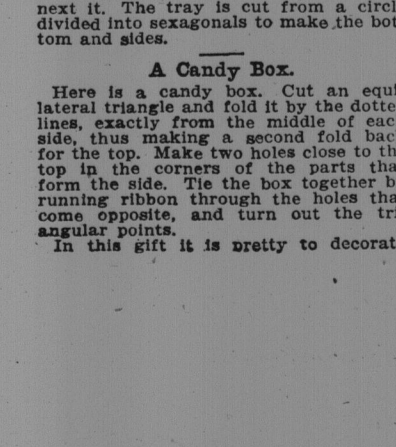 next it. The tray is cut from a circl
divided into sexagonals to make the bot
tom and sides.
A Candy Box.
Here is a candy box. Cut an equi
lateral triangle and fold it by the dotte
lines, exactly from the middle of eac
side, thus making a second fold bac
for the top. Make two holes close to th
top in the corners of the parts tha
form the side. Tie the box together b
running ribbon through the holes tha
come opposite, and turn out the tri
angular points.
In this gift it is pretty to decorat